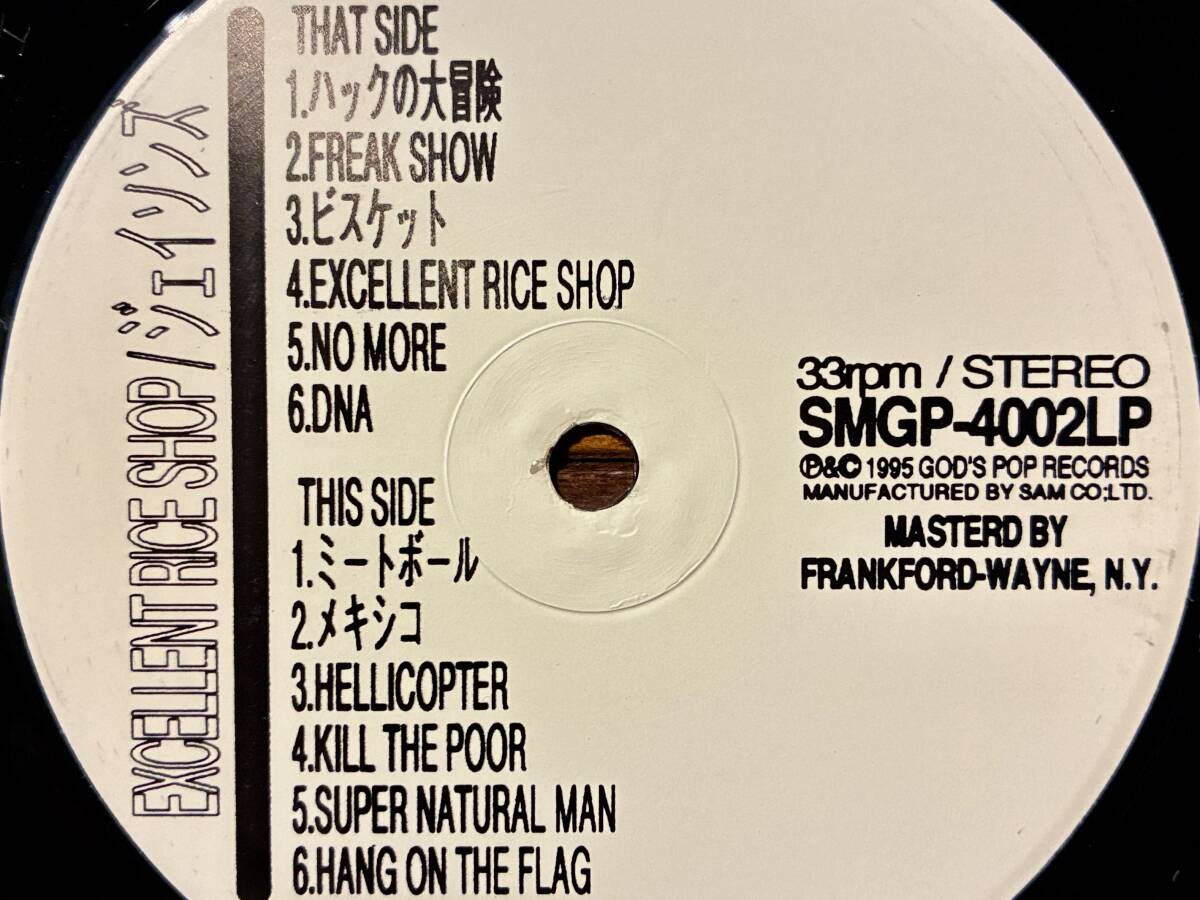 EXCELLENT RICE SHOP/ジェイソンズ
THAT SIDE
1.ハックの大冒険
2.FREAK SHOW
3.ビスケット
4.EXCELLENT RICE SHOP
5.NO MORE
6.DNA
THIS SIDE
1.ミートボール
2.メキシコ
3.HELLICOPTER
4.KILL THE POOR
5.SUPER NATURAL MAN
6.HANG ON THE FLAG
33rpm / STEREO
SMGP-4002LP
℗&© 1995 GOD'S POP RECORDS
MANUFACTURED BY SAM CO;LTD.
MASTERD BY
FRANKFORD-WAYNE, N.Y.